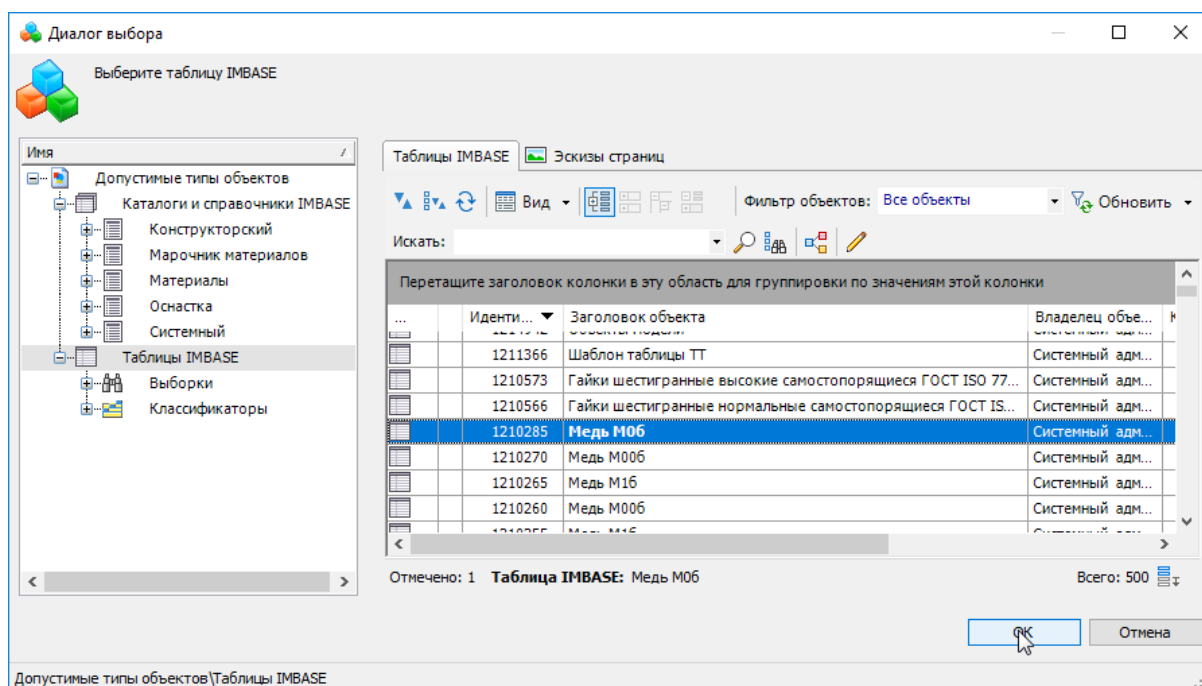 Диалог выбора
Выберите таблицу IMBASE
Имя
Допустимые типы объектов
Каталоги и справочники IMBASE
Конструкторский
Марочник материалов
Материалы
Оснастка
Системный
Таблицы IMBASE
Выборки
Классификаторы
Таблицы IMBASE Эскизы страниц
Вид Фильтр объектов: Все объекты Обновить
Искать:
Перетащите заголовок колонки в эту область для группировки по значениям этой колонки
... Иденти... Заголовок объекта Владелец объе...
1211366 Шаблон таблицы ТТ Системный адм...
1210573 Гайки шестигранные высокие самостопорящиеся ГОСТ ISO 77... Системный адм...
1210566 Гайки шестигранные нормальные самостопорящиеся ГОСТ IS... Системный адм...
1210285 Медь М0б Системный адм...
1210270 Медь М00б Системный адм...
1210265 Медь М1б Системный адм...
1210260 Медь М00б Системный адм...
Отмечено: 1 Таблица IMBASE: Медь М0б Всего: 500
OK Отмена
Допустимые типы объектов\Таблицы IMBASE